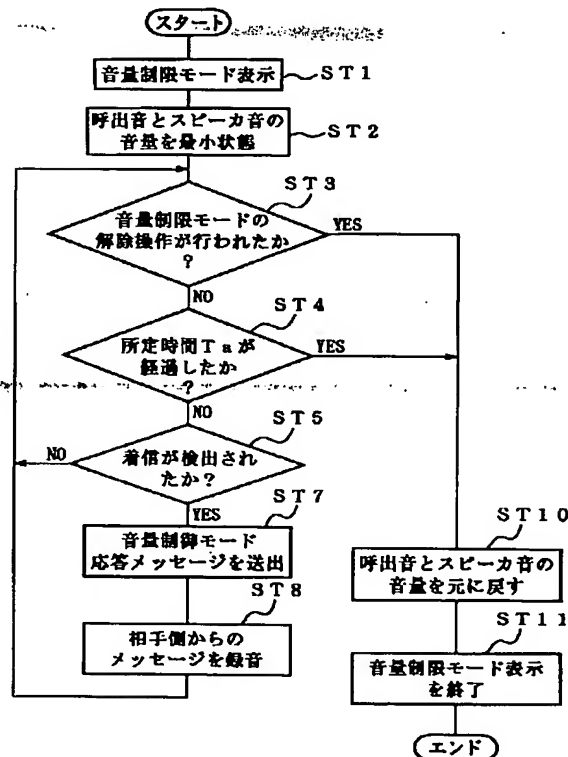 スタート
音量制限モード表示
ST1
呼出音とスピーカ音の
音量を最小状態
ST2
ST3
音量制限モードの
解除操作が行われたか
?
YES
NO
ST4
所定時間Taが
経過したか
?
YES
NO
ST5
着信が検出され
たか?
NO
YES
ST7
音量制御モード
応答メッセージを送出
ST8
相手側からの
メッセージを録音
ST10
呼出音とスピーカ音の
音量を元に戻す
ST11
音量制限モード表示
を終了
エンド